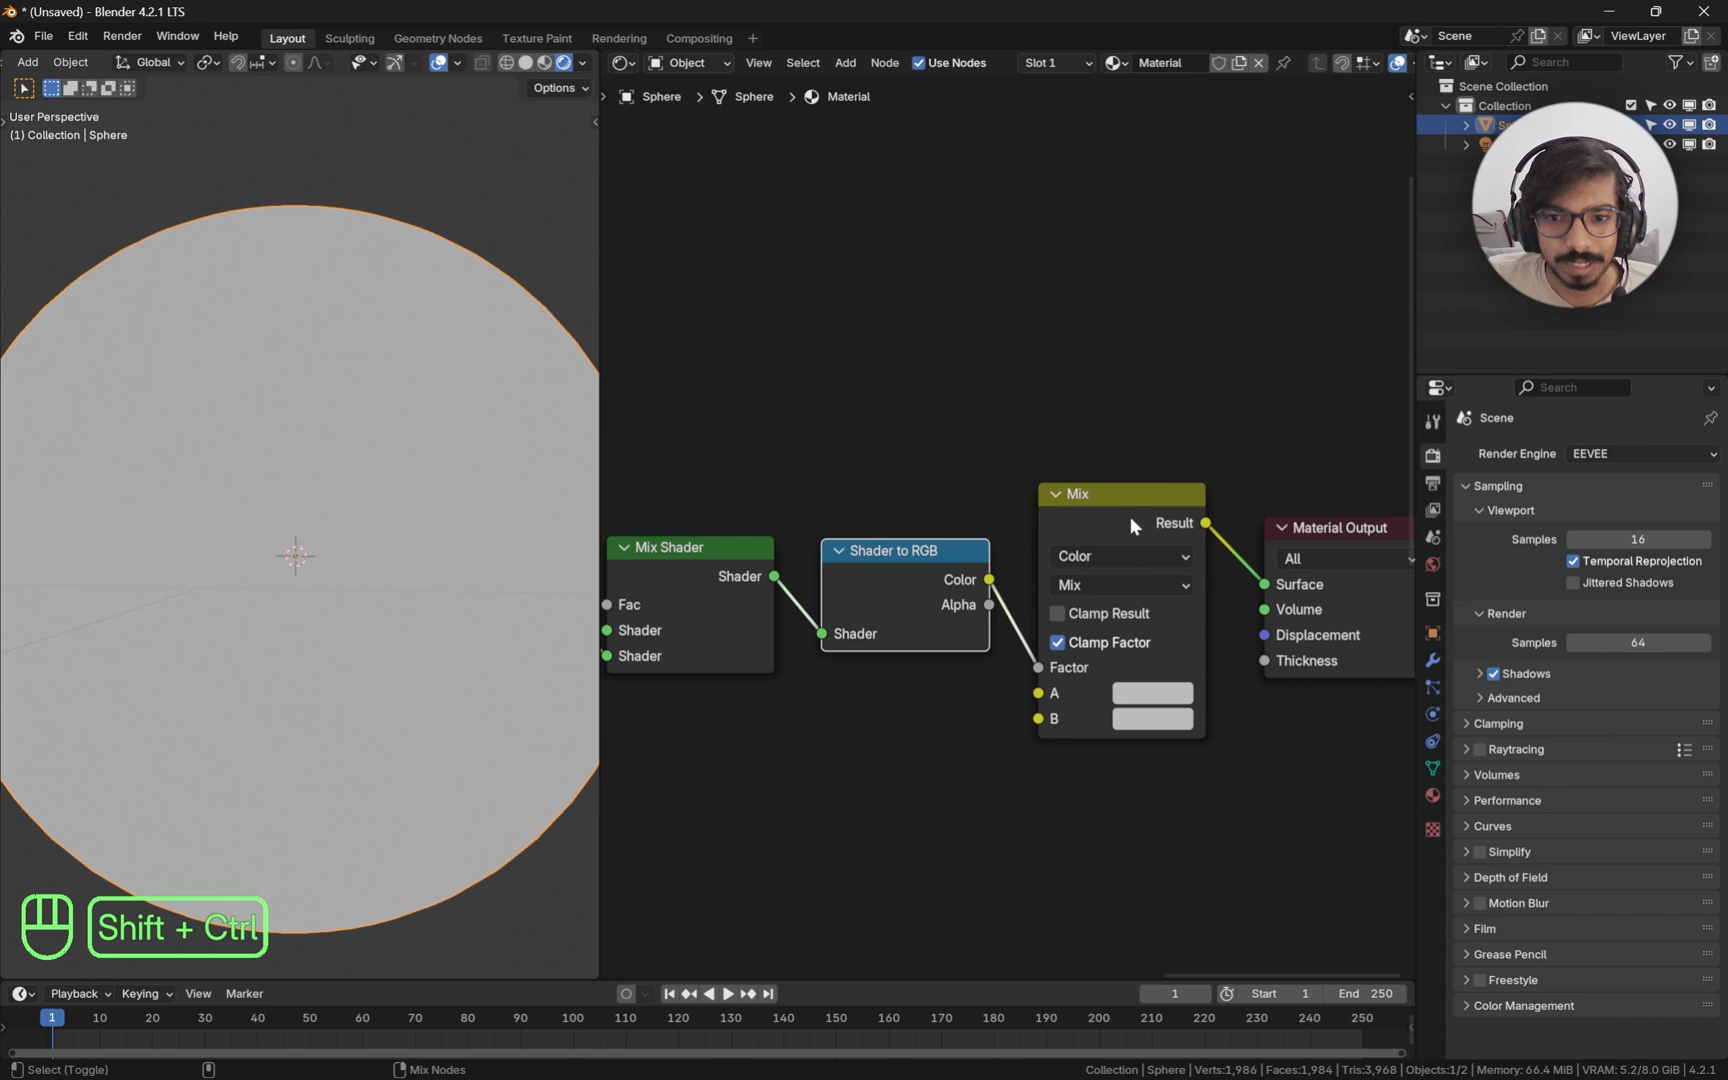 * (Unsaved) - Blender 4.2.1 LTS
File Edit Render Window Help Layout Sculpting Geometry Nodes Texture Paint Rendering Compositing + Scene ViewLayer
Add Object Global Object View Select Add Node Use Nodes Slot 1 Material Search
Options
Sphere > Sphere > Material
Scene Collection
Collection
User Perspective
(1) Collection | Sphere
Search
Scene
Render Engine EEVEE
Sampling
Viewport
Samples 16
Temporal Reprojection
Jittered Shadows
Render
Samples 64
Shadows
Advanced
Clamping
Raytracing
Volumes
Performance
Curves
Simplify
Depth of Field
Motion Blur
Film
Grease Pencil
Freestyle
Color Management
Mix Shader
Shader
Fac
Shader
Shader
Shader to RGB
Color
Alpha
Shader
Mix
Result
Color
Mix
Clamp Result
Clamp Factor
Factor
A
B
Material Output
All
Surface
Volume
Displacement
Thickness
Shift + Ctrl
Playback Keying View Marker 1 Start 1 End 250
1 10 20 30 40 50 60 70 80 90 100 110 120 130 140 150 160 170 180 190 200 210 220 230 240 250
Select (Toggle) Mix Nodes Collection | Sphere | Verts:1,986 | Faces:1,984 | Tris:3,968 | Objects:1/2 | Memory: 66.4 MiB | VRAM: 5.2/8.0 GiB | 4.2.1